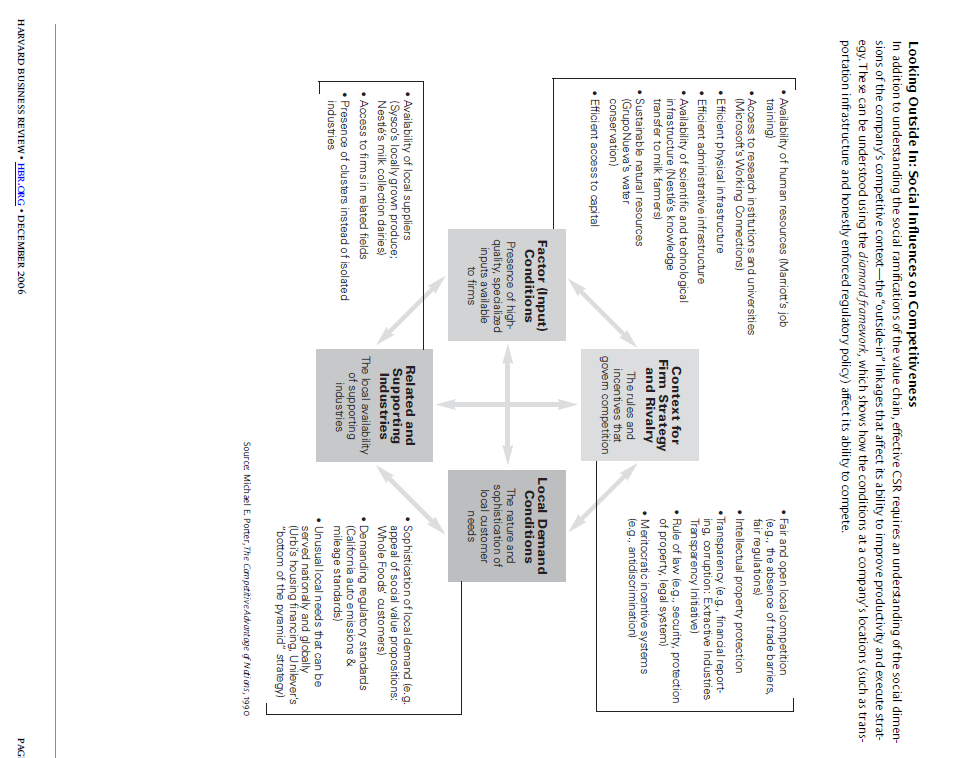 Looking Outside In: Social Influences on Competitiveness
In addition to understanding the social ramifications of the value chain, effective CSR requires an understanding of the social dimen-
sions of the company’s competitive context—the “outside-in” linkages that affect its ability to improve productivity and execute strat-
egy. These can be understood using the diamond framework, which shows how the conditions at a company’s locations (such as trans-
portation infrastructure and honestly enforced regulatory policy) affect its ability to compete.
Context for
Firm Strategy
and Rivalry
The rules and
incentives that
govern competition
• Fair and open local competition
(e.g., the absence of trade barriers,
fair regulations)
• Intellectual property protection
• Transparency (e.g., financial report-
ing, corruption: Extractive Industries
Transparency Initiative)
• Rule of law (e.g., security, protection
of property, legal system)
• Meritocratic incentive systems
(e.g., antidiscrimination)
• Availability of human resources (Marriott’s job
training)
• Access to research institutions and universities
(Microsoft’s Working Connections)
• Efficient physical infrastructure
• Efficient administrative infrastructure
• Availability of scientific and technological
infrastructure (Nestlé’s knowledge
transfer to milk farmers)
• Sustainable natural resources
(GrupoNueva’s water
conservation)
• Efficient access to capital
Factor (Input)
Conditions
Presence of high-
quality, specialized
inputs available
to firms
Local Demand
Conditions
The nature and
sophistication of
local customer
needs
Related and
Supporting
Industries
The local availability
of supporting
industries
• Availability of local suppliers
(Sysco’s locally grown produce;
Nestlé’s milk collection dairies)
• Access to firms in related fields
• Presence of clusters instead of isolated
industries
• Sophistication of local demand (e.g.
appeal of social value propositions:
Whole Foods’ customers)
• Demanding regulatory standards
(California auto emissions &
mileage standards)
• Unusual local needs that can be
served nationally and globally
(Urbi’s housing financing, Unilever’s
“bottom of the pyramid” strategy)
Source: Michael E. Porter, The Competitive Advantage of Nations, 1990
HARVARD BUSINESS REVIEW • HBR.ORG • DECEMBER 2006
PAG